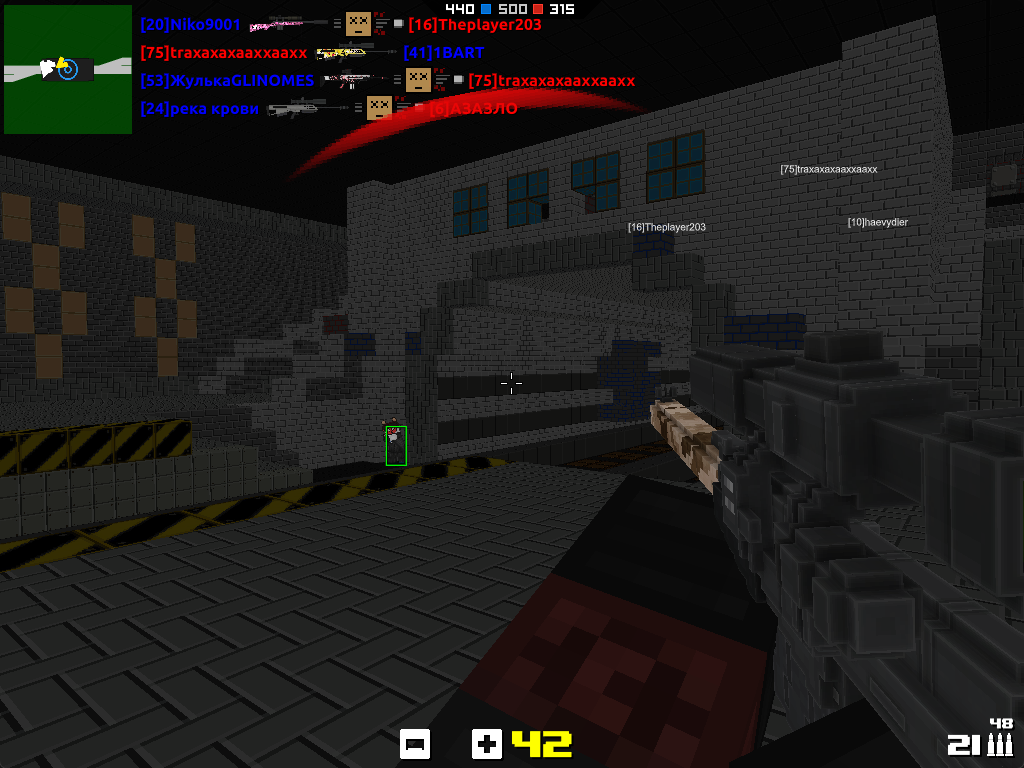 440 500 315
[20]Niko9001 [16]Theplayer203
[75]traxaxaxaaxxaaxx [41]1BART
[53]ЖулькаGLINOMES [75]traxaxaxaaxxaaxx
[24]река крови [6]АЗАЗЛО
[75]traxaxaxaaxxaaxx
[16]Theplayer203
[10]haevydier
42
48
21